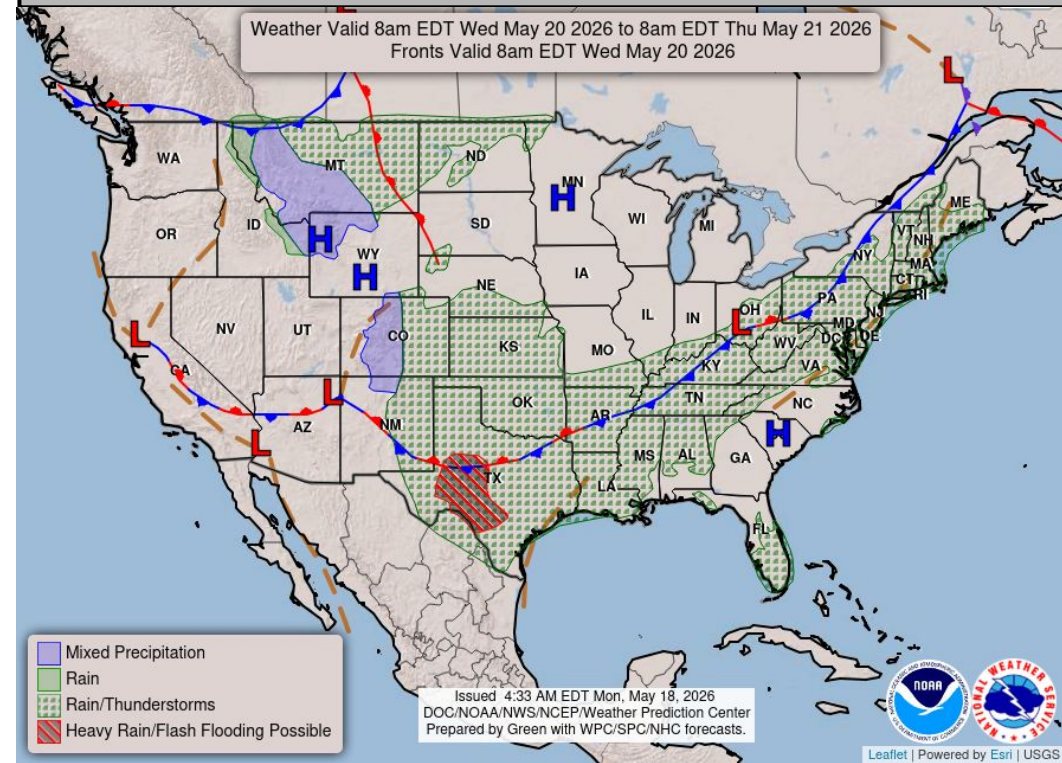 Weather Valid 8am EDT Wed May 20 2026 to 8am EDT Thu May 21 2026
Fronts Valid 8am EDT Wed May 20 2026
L
L
WA
MT
ND
MN
H
OR
ID
H
WY
H
SD
WI
MI
ME
VT
NH
NY
MA
CT
RI
IA
NE
L
NV
UT
CO
IL
IN
OH
L
PA
NJ
MD
DE
DC
WV
VA
KS
MO
KY
CA
L
AZ
NM
OK
AR
TN
NC
H
L
TX
MS
AL
GA
LA
FL
Mixed Precipitation
Rain
Rain/Thunderstorms
Heavy Rain/Flash Flooding Possible
Issued 4:33 AM EDT Mon, May 18, 2026
DOC/NOAA/NWS/NCEP/Weather Prediction Center
Prepared by Green with WPC/SPC/NHC forecasts.
NOAA
NATIONAL WEATHER SERVICE
Leaflet | Powered by Esri | USGS